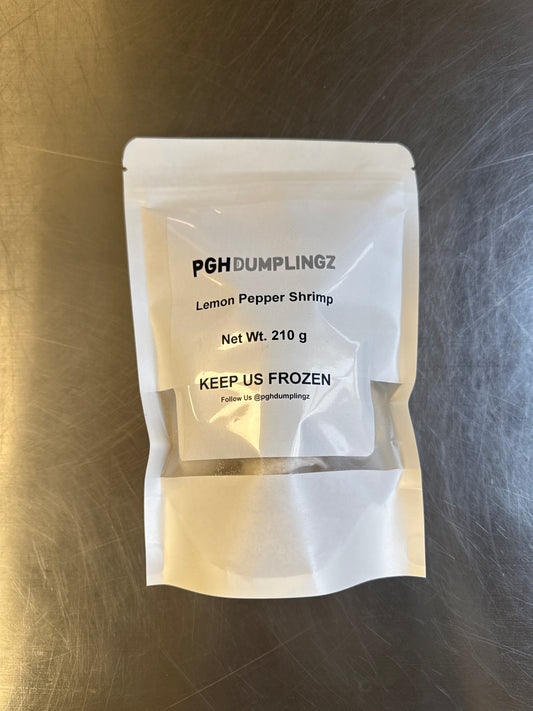 PGHDUMPLINGZ
Lemon Pepper Shrimp
Net Wt. 210 g
KEEP US FROZEN
Follow Us @pghdumplingz